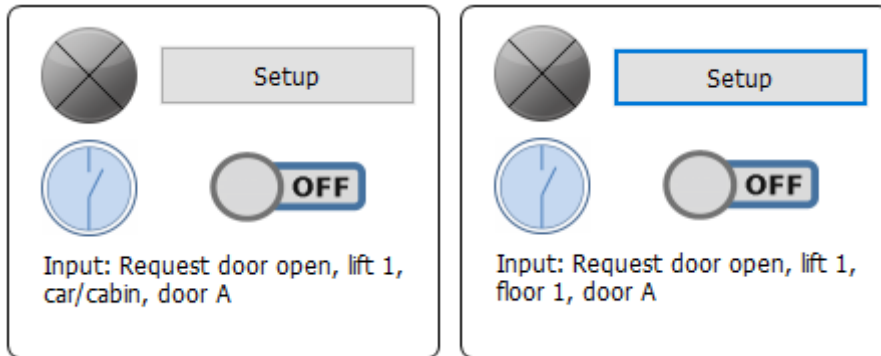 Setup
OFF
Input: Request door open, lift 1,
car/cabin, door A
Setup
OFF
Input: Request door open, lift 1,
floor 1, door A